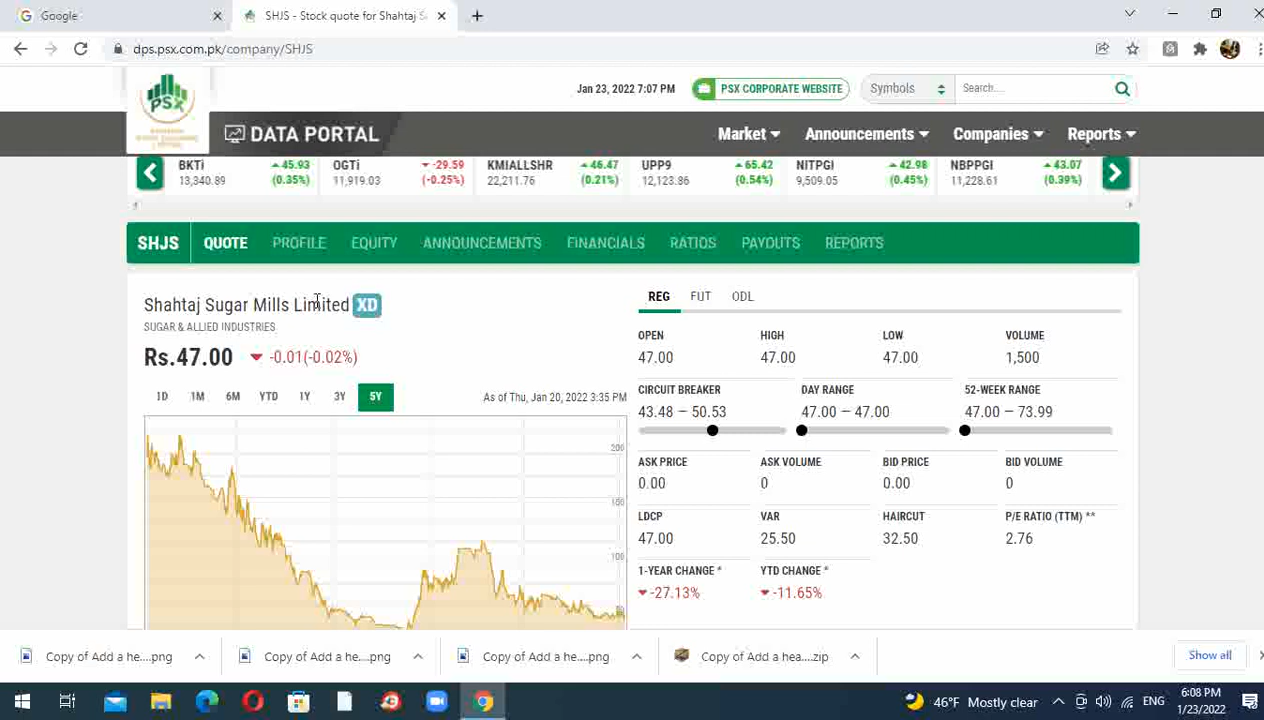 Google
SHJS - Stock quote for Shahtaj S
dps.psx.com.pk/company/SHJS
PSX
Jan 23, 2022 7:07 PM
PSX CORPORATE WEBSITE
Symbols
Search....
DATA PORTAL
Market
Announcements
Companies
Reports
BKTi 45.93
13,340.89 (0.35%)
OGTi -29.59
11,919.03 (-0.25%)
KMIALLSHR 46.47
22,211.76 (0.21%)
UPP9 65.42
12,123.86 (0.54%)
NITPGI 42.98
9,509.05 (0.45%)
NBPPGI 43.07
11,228.61 (0.39%)
SHJS QUOTE PROFILE EQUITY ANNOUNCEMENTS FINANCIALS RATIOS PAYOUTS REPORTS
Shahtaj Sugar Mills Limited XD
SUGAR & ALLIED INDUSTRIES
Rs.47.00 -0.01(-0.02%)
1D 1M 6M YTD 1Y 3Y 5Y
As of Thu, Jan 20, 2022 3:35 PM
200
150
100
50
REG FUT ODL
OPEN HIGH LOW VOLUME
47.00 47.00 47.00 1,500
CIRCUIT BREAKER DAY RANGE 52-WEEK RANGE
43.48 — 50.53 47.00 — 47.00 47.00 — 73.99
ASK PRICE ASK VOLUME BID PRICE BID VOLUME
0.00 0 0.00 0
LDCP VAR HAIRCUT P/E RATIO (TTM) **
47.00 25.50 32.50 2.76
1-YEAR CHANGE * YTD CHANGE *
-27.13% -11.65%
Copy of Add a he....png
Copy of Add a he....png
Copy of Add a he....png
Copy of Add a hea....zip
Show all
46°F Mostly clear
ENG
6:08 PM
1/23/2022